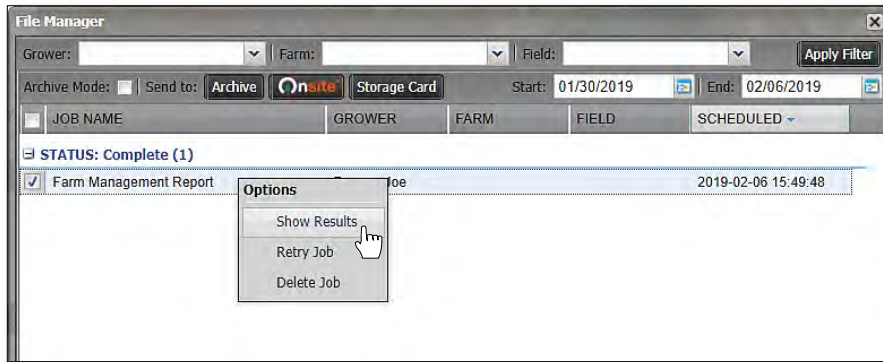 File Manager
Grower: Farm: Field: Apply Filter
Archive Mode: Send to: Archive Onsite Storage Card Start: 01/30/2019 End: 02/06/2019
JOB NAME GROWER FARM FIELD SCHEDULED
STATUS: Complete (1)
Farm Management Report Joe 2019-02-06 15:49:48
Options
Show Results
Retry Job
Delete Job